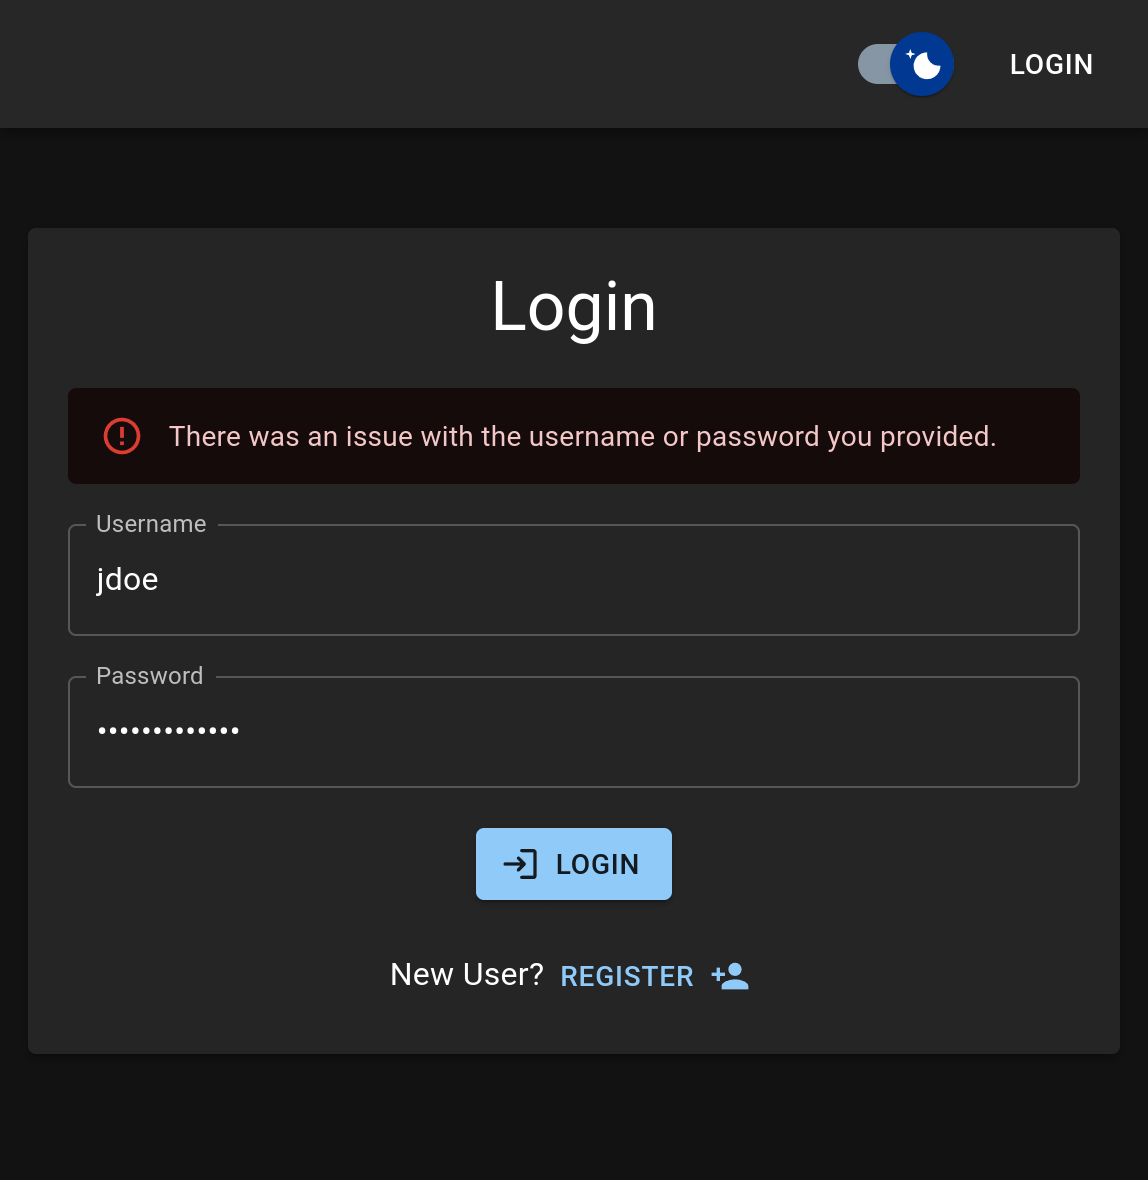 LOGIN
Login
There was an issue with the username or password you provided.
Username
jdoe
Password
•••••••••••••
LOGIN
New User? REGISTER